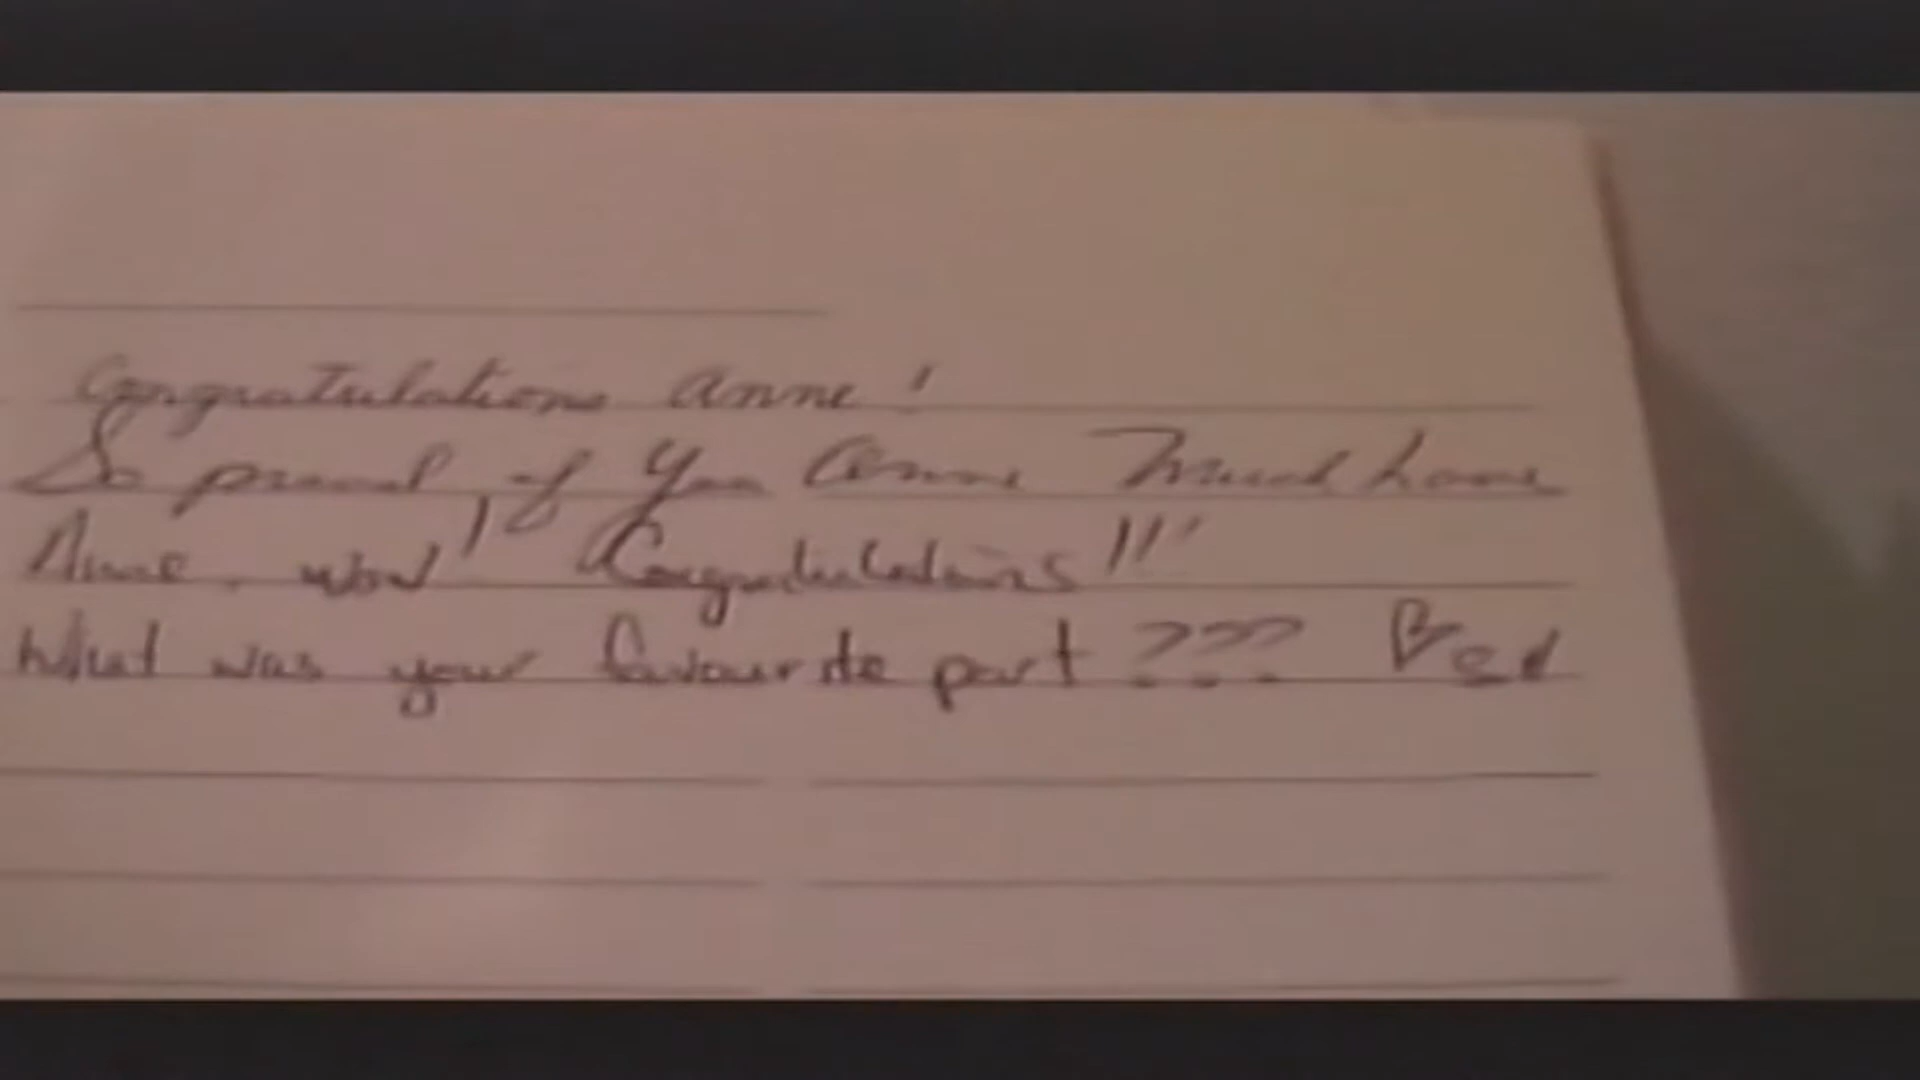 Congratulations Anne!
So proud of you Anne Much Love
Anne, wow! Congratulations!!!
What was your favourite part ???